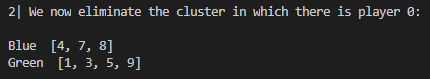 2| We now eliminate the cluster in which there is player 0:
Blue  [4, 7, 8]
Green  [1, 3, 5, 9]